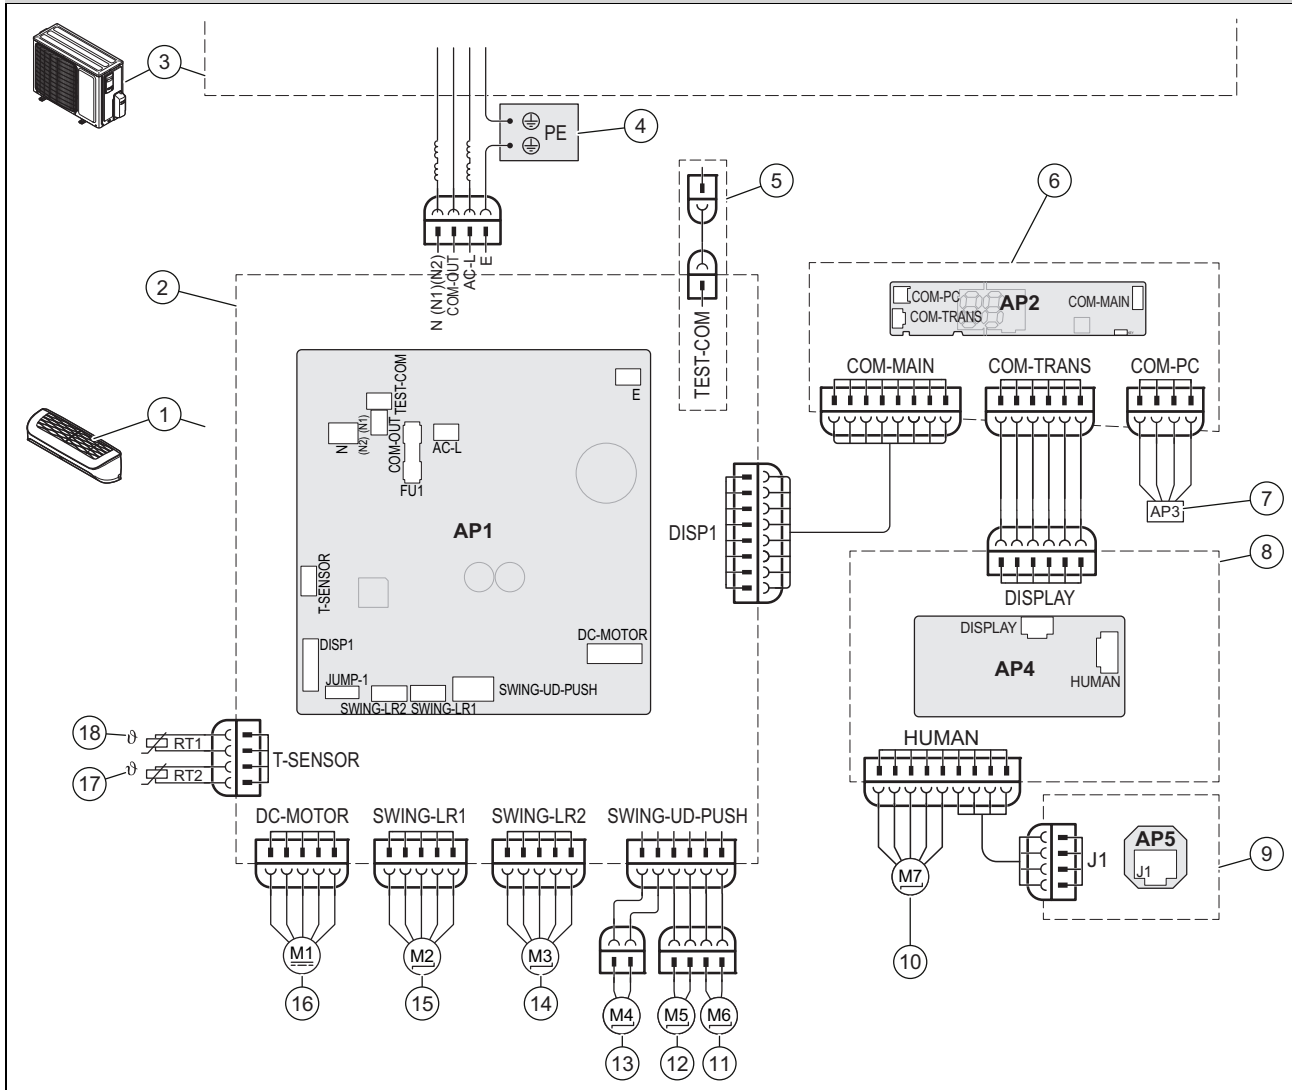 3
4
PE
5
6
2
N (N1)(N2)
COM-OUT
AC-L
E
TEST-COM
COM-PC
COM-TRANS
AP2
COM-MAIN
COM-MAIN
COM-TRANS
COM-PC
1
TEST-COM
E
N
(N2) (N1)
COM-OUT
AC-L
FU1
AP1
DISP1
AP3
7
8
T-SENSOR
DISPLAY
DISPLAY
AP4
HUMAN
DISP1
DC-MOTOR
JUMP-1
SWING-LR2
SWING-LR1
SWING-UD-PUSH
18
ϑ
RT1
17
ϑ
RT2
T-SENSOR
HUMAN
DC-MOTOR
SWING-LR1
SWING-LR2
SWING-UD-PUSH
J1
AP5
J1
9
M7
10
M1
M2
M3
16
15
14
M4
M5
M6
13
12
11